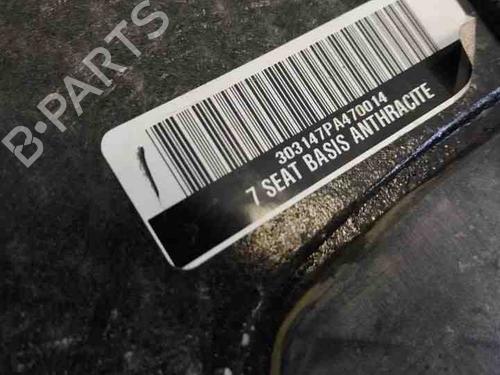 B-PARTS
303147PA470014
7 SEAT BASIS ANTHRACITE